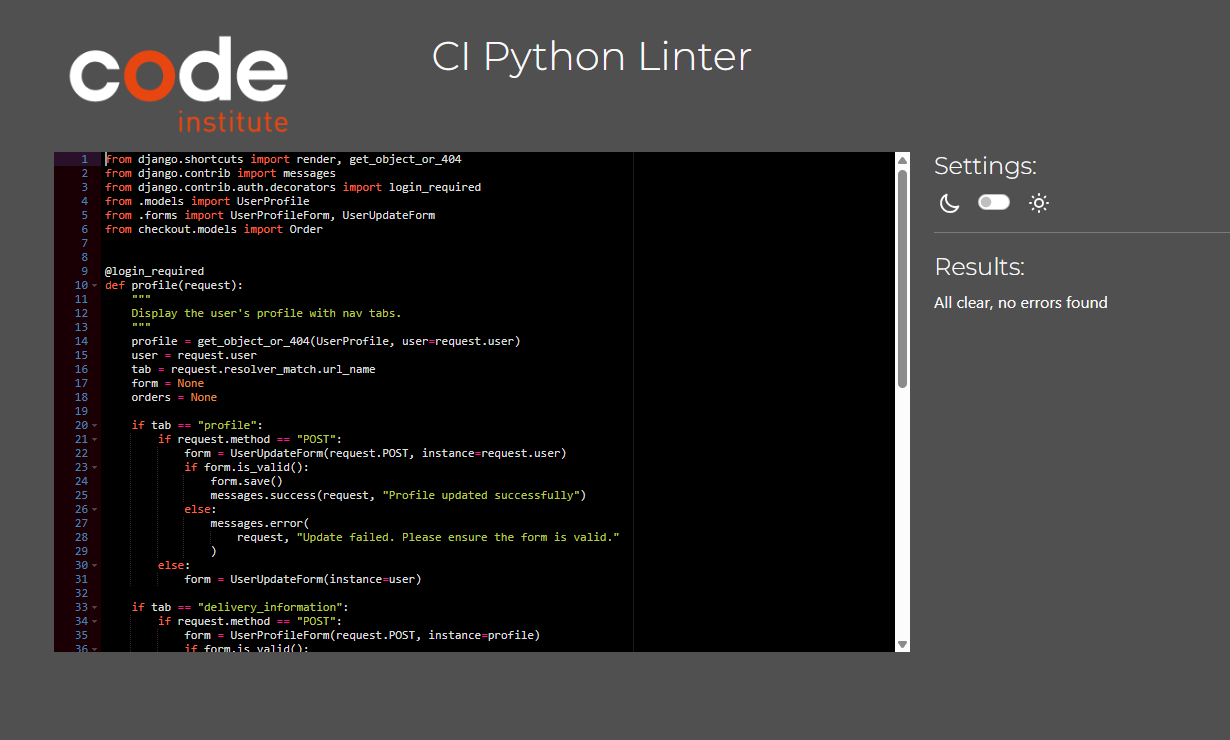 code
institute
CI Python Linter
1 from django.shortcuts import render, get_object_or_404
2 from django.contrib import messages
3 from django.contrib.auth.decorators import login_required
4 from .models import UserProfile
5 from .forms import UserProfileForm, UserUpdateForm
6 from checkout.models import Order
7
8
9 @login_required
10 def profile(request):
11     """
12     Display the user's profile with nav tabs.
13     """
14     profile = get_object_or_404(UserProfile, user=request.user)
15     user = request.user
16     tab = request.resolver_match.url_name
17     form = None
18     orders = None
19
20     if tab == "profile":
21         if request.method == "POST":
22             form = UserUpdateForm(request.POST, instance=request.user)
23             if form.is_valid():
24                 form.save()
25                 messages.success(request, "Profile updated successfully")
26             else:
27                 messages.error(
28                     request, "Update failed. Please ensure the form is valid."
29                 )
30         else:
31             form = UserUpdateForm(instance=user)
32
33     if tab == "delivery_information":
34         if request.method == "POST":
35             form = UserProfileForm(request.POST, instance=profile)
36             if form.is_valid():
Settings:
Results:
All clear, no errors found